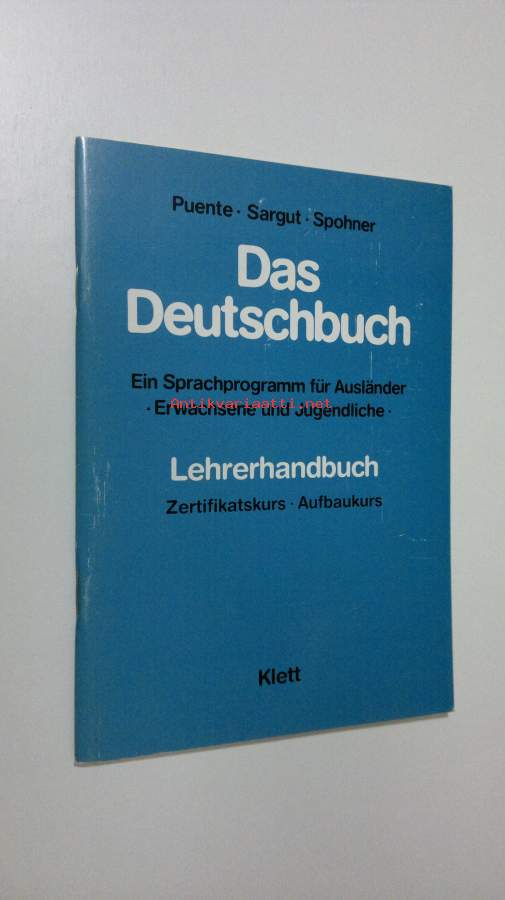 Puente · Sargut · Spohner
Das
Deutschbuch
Ein Sprachprogramm für Ausländer
Antikvariaatti.net
· Erwachsene und Jugendliche ·
Lehrerhandbuch
Zertifikatskurs · Aufbaukurs
Klett